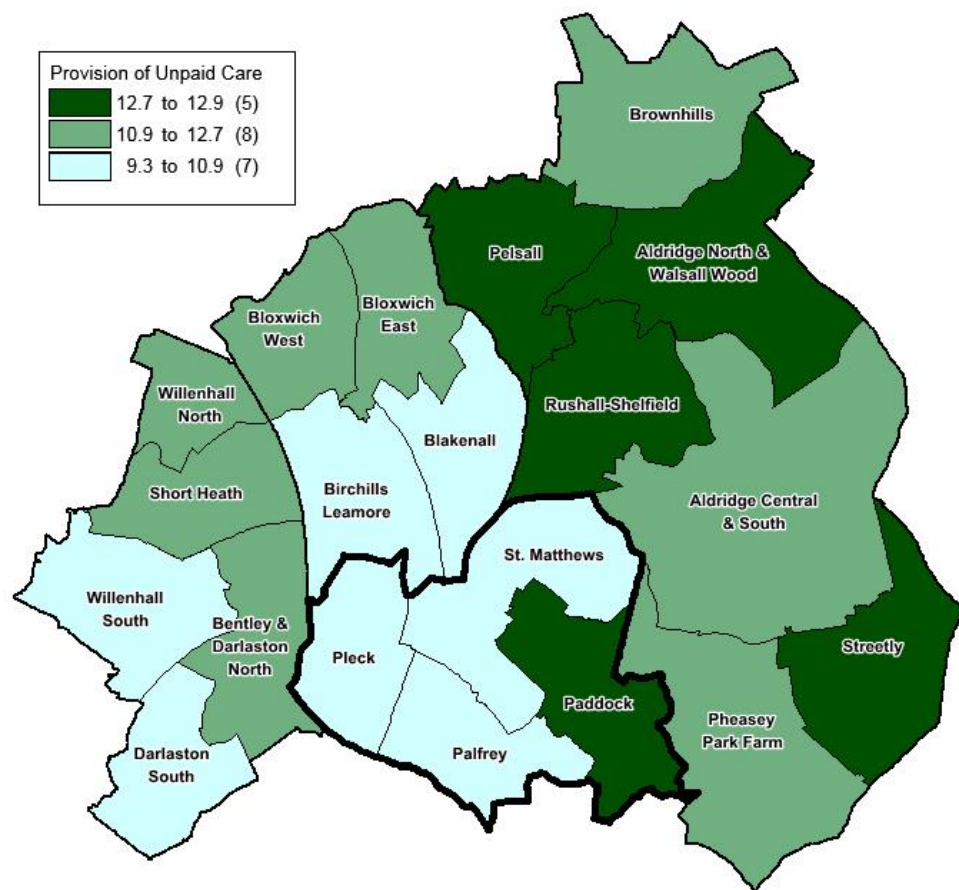 Provision of Unpaid Care
12.7 to 12.9 (5)
10.9 to 12.7 (8)
9.3 to 10.9 (7)
Brownhills
Pelsall
Aldridge North &
Walsall Wood
Bloxwich
West
Bloxwich
East
Willenhall
North
Rushall-Shelfield
Blakenall
Short Heath
Birchills
Leamore
Aldridge Central
& South
St. Matthews
Willenhall
South
Bentley &
Darlaston
North
Pleck
Streetly
Paddock
Pheasey
Park Farm
Darlaston
South
Palfrey